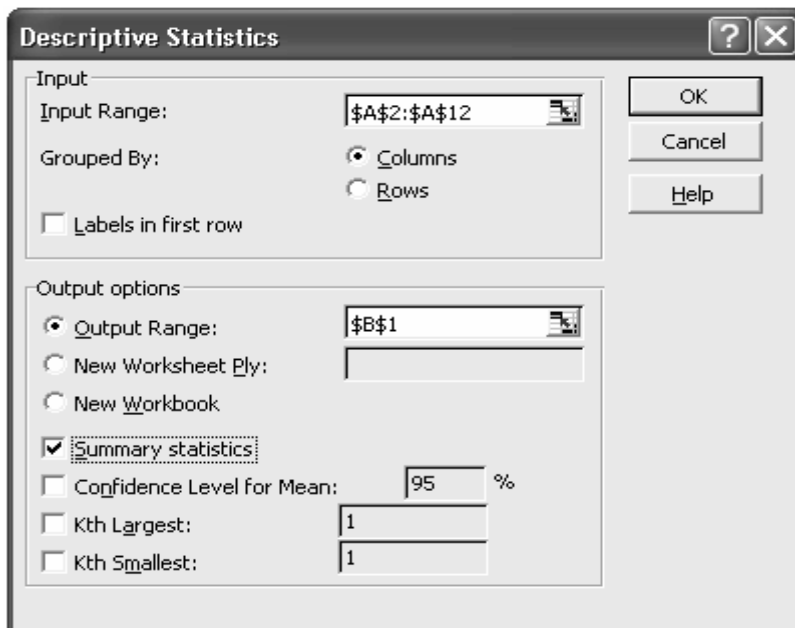 Descriptive Statistics
Input
Input Range: $A$2:$A$12
Grouped By: Columns
Rows
Labels in first row
OK
Cancel
Help
Output options
Output Range: $B$1
New Worksheet Ply:
New Workbook
Summary statistics
Confidence Level for Mean: 95 %
Kth Largest: 1
Kth Smallest: 1